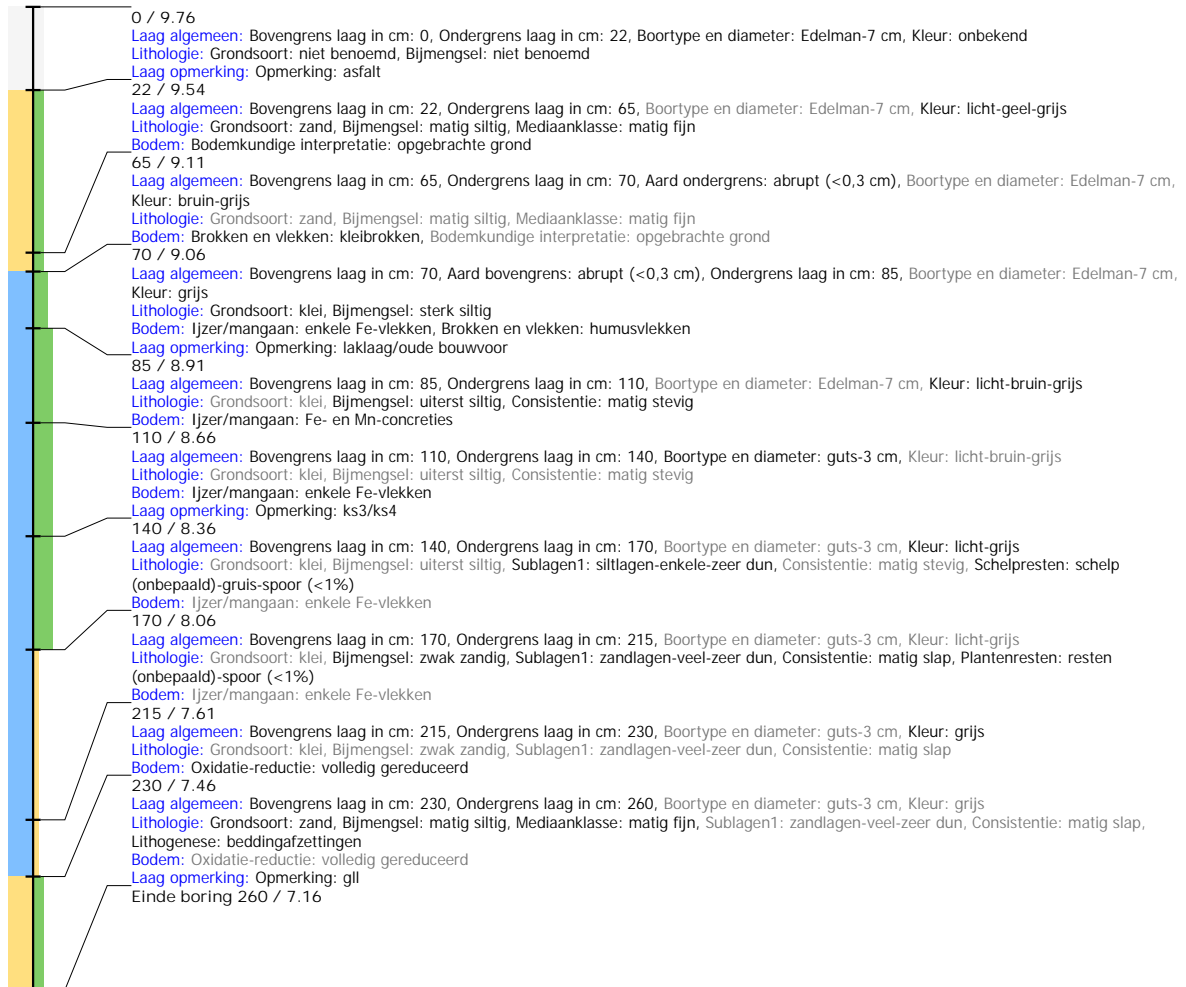 0 / 9.76
Laag algemeen: Bovengrens laag in cm: 0, Ondergrens laag in cm: 22, Boortype en diameter: Edelman-7 cm, Kleur: onbekend
Lithologie: Grondsoort: niet benoemd, Bijmengsel: niet benoemd
Laag opmerking: Opmerking: asfalt
22 / 9.54
Laag algemeen: Bovengrens laag in cm: 22, Ondergrens laag in cm: 65, Boortype en diameter: Edelman-7 cm, Kleur: licht-geel-grijs
Lithologie: Grondsoort: zand, Bijmengsel: matig siltig, Mediaanklasse: matig fijn
Bodem: Bodemkundige interpretatie: opgebrachte grond
65 / 9.11
Laag algemeen: Bovengrens laag in cm: 65, Ondergrens laag in cm: 70, Aard ondergrens: abrupt (<0,3 cm), Boortype en diameter: Edelman-7 cm,
Kleur: bruin-grijs
Lithologie: Grondsoort: zand, Bijmengsel: matig siltig, Mediaanklasse: matig fijn
Bodem: Brokken en vlekken: kleibrokken, Bodemkundige interpretatie: opgebrachte grond
70 / 9.06
Laag algemeen: Bovengrens laag in cm: 70, Aard bovengrens: abrupt (<0,3 cm), Ondergrens laag in cm: 85, Boortype en diameter: Edelman-7 cm,
Kleur: grijs
Lithologie: Grondsoort: klei, Bijmengsel: sterk siltig
Bodem: Ijzer/mangaan: enkele Fe-vlekken, Brokken en vlekken: humusvlekken
Laag opmerking: Opmerking: laklaag/oude bouwvoor
85 / 8.91
Laag algemeen: Bovengrens laag in cm: 85, Ondergrens laag in cm: 110, Boortype en diameter: Edelman-7 cm, Kleur: licht-bruin-grijs
Lithologie: Grondsoort: klei, Bijmengsel: uiterst siltig, Consistentie: matig stevig
Bodem: Ijzer/mangaan: Fe- en Mn-concreties
110 / 8.66
Laag algemeen: Bovengrens laag in cm: 110, Ondergrens laag in cm: 140, Boortype en diameter: guts-3 cm, Kleur: licht-bruin-grijs
Lithologie: Grondsoort: klei, Bijmengsel: uiterst siltig, Consistentie: matig stevig
Bodem: Ijzer/mangaan: enkele Fe-vlekken
Laag opmerking: Opmerking: ks3/ks4
140 / 8.36
Laag algemeen: Bovengrens laag in cm: 140, Ondergrens laag in cm: 170, Boortype en diameter: guts-3 cm, Kleur: licht-grijs
Lithologie: Grondsoort: klei, Bijmengsel: uiterst siltig, Sublagen1: siltlagen-enkele-zeer dun, Consistentie: matig stevig, Schelpresten: schelp
(onbepaald)-gruis-spoor (<1%)
Bodem: Ijzer/mangaan: enkele Fe-vlekken
170 / 8.06
Laag algemeen: Bovengrens laag in cm: 170, Ondergrens laag in cm: 215, Boortype en diameter: guts-3 cm, Kleur: licht-grijs
Lithologie: Grondsoort: klei, Bijmengsel: zwak zandig, Sublagen1: zandlagen-veel-zeer dun, Consistentie: matig slap, Plantenresten: resten
(onbepaald)-spoor (<1%)
Bodem: Ijzer/mangaan: enkele Fe-vlekken
215 / 7.61
Laag algemeen: Bovengrens laag in cm: 215, Ondergrens laag in cm: 230, Boortype en diameter: guts-3 cm, Kleur: grijs
Lithologie: Grondsoort: klei, Bijmengsel: zwak zandig, Sublagen1: zandlagen-veel-zeer dun, Consistentie: matig slap
Bodem: Oxidatie-reductie: volledig gereduceerd
230 / 7.46
Laag algemeen: Bovengrens laag in cm: 230, Ondergrens laag in cm: 260, Boortype en diameter: guts-3 cm, Kleur: grijs
Lithologie: Grondsoort: zand, Bijmengsel: matig siltig, Mediaanklasse: matig fijn, Sublagen1: zandlagen-veel-zeer dun, Consistentie: matig slap,
Lithogenese: beddingafzettingen
Bodem: Oxidatie-reductie: volledig gereduceerd
Laag opmerking: Opmerking: gll
Einde boring 260 / 7.16